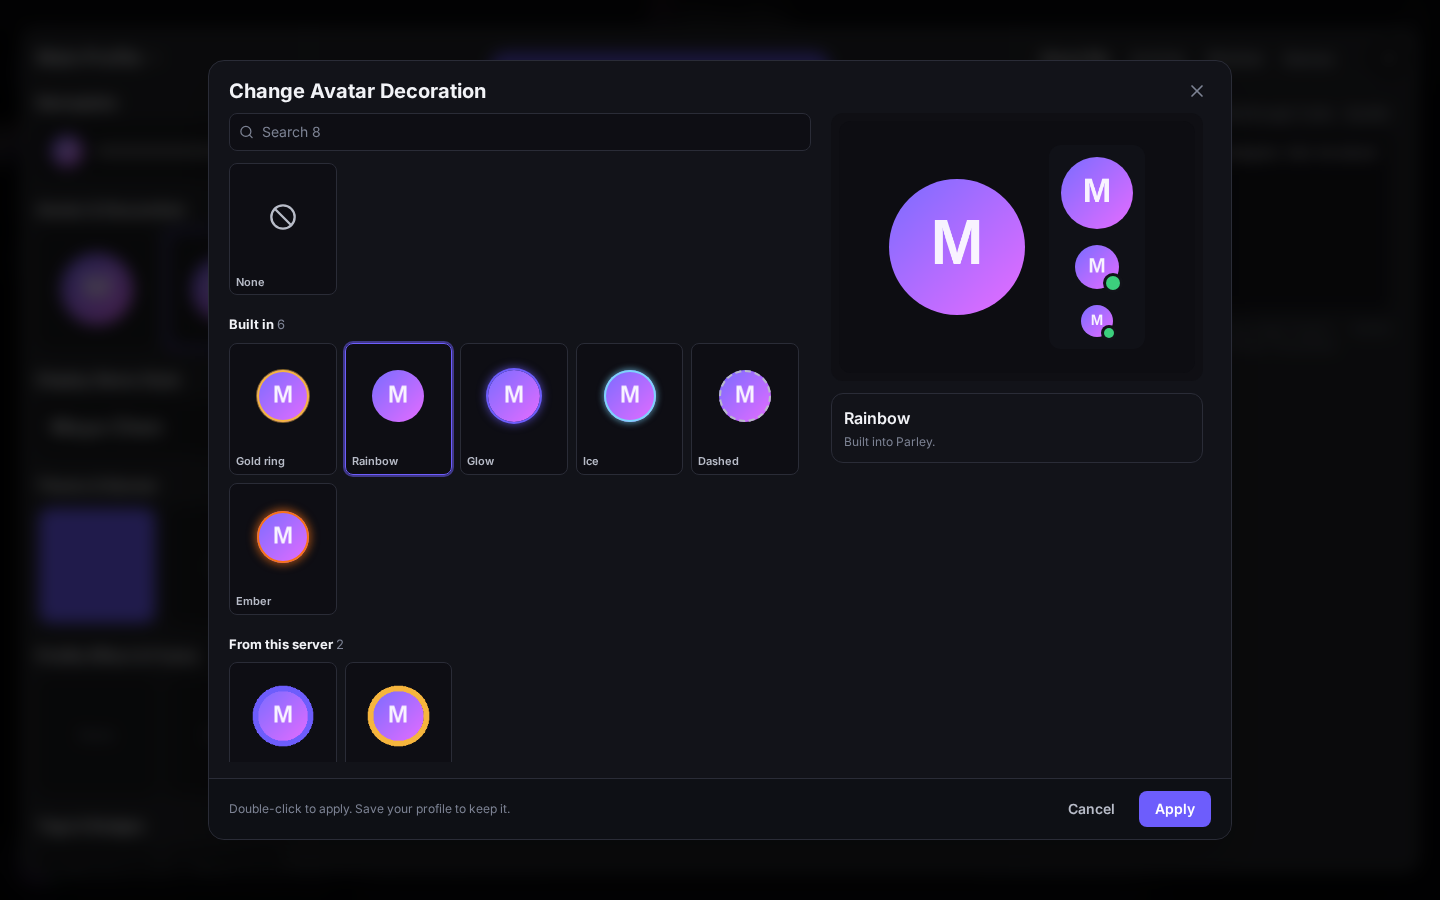 Change Avatar Decoration
Search 8
None
Built in 6
M
M
M
M
M
Gold ring
Rainbow
Glow
Ice
Dashed
M
Ember
From this server 2
M
M
M
M
M
M
Rainbow
Built into Parley.
Double-click to apply. Save your profile to keep it.
Cancel
Apply